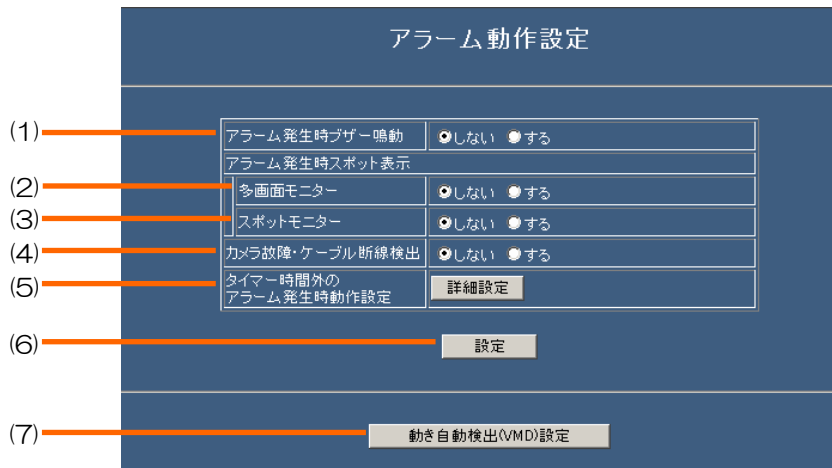 アラーム動作設定
(1) アラーム発生時ブザー鳴動 しない する
アラーム発生時スポット表示
(2) 多画面モニター しない する
(3) スポットモニター しない する
(4) カメラ故障・ケーブル断線検出 しない する
(5) タイマー時間外の
アラーム発生時動作設定 詳細設定
(6) 設定
(7) 動き自動検出(VMD)設定